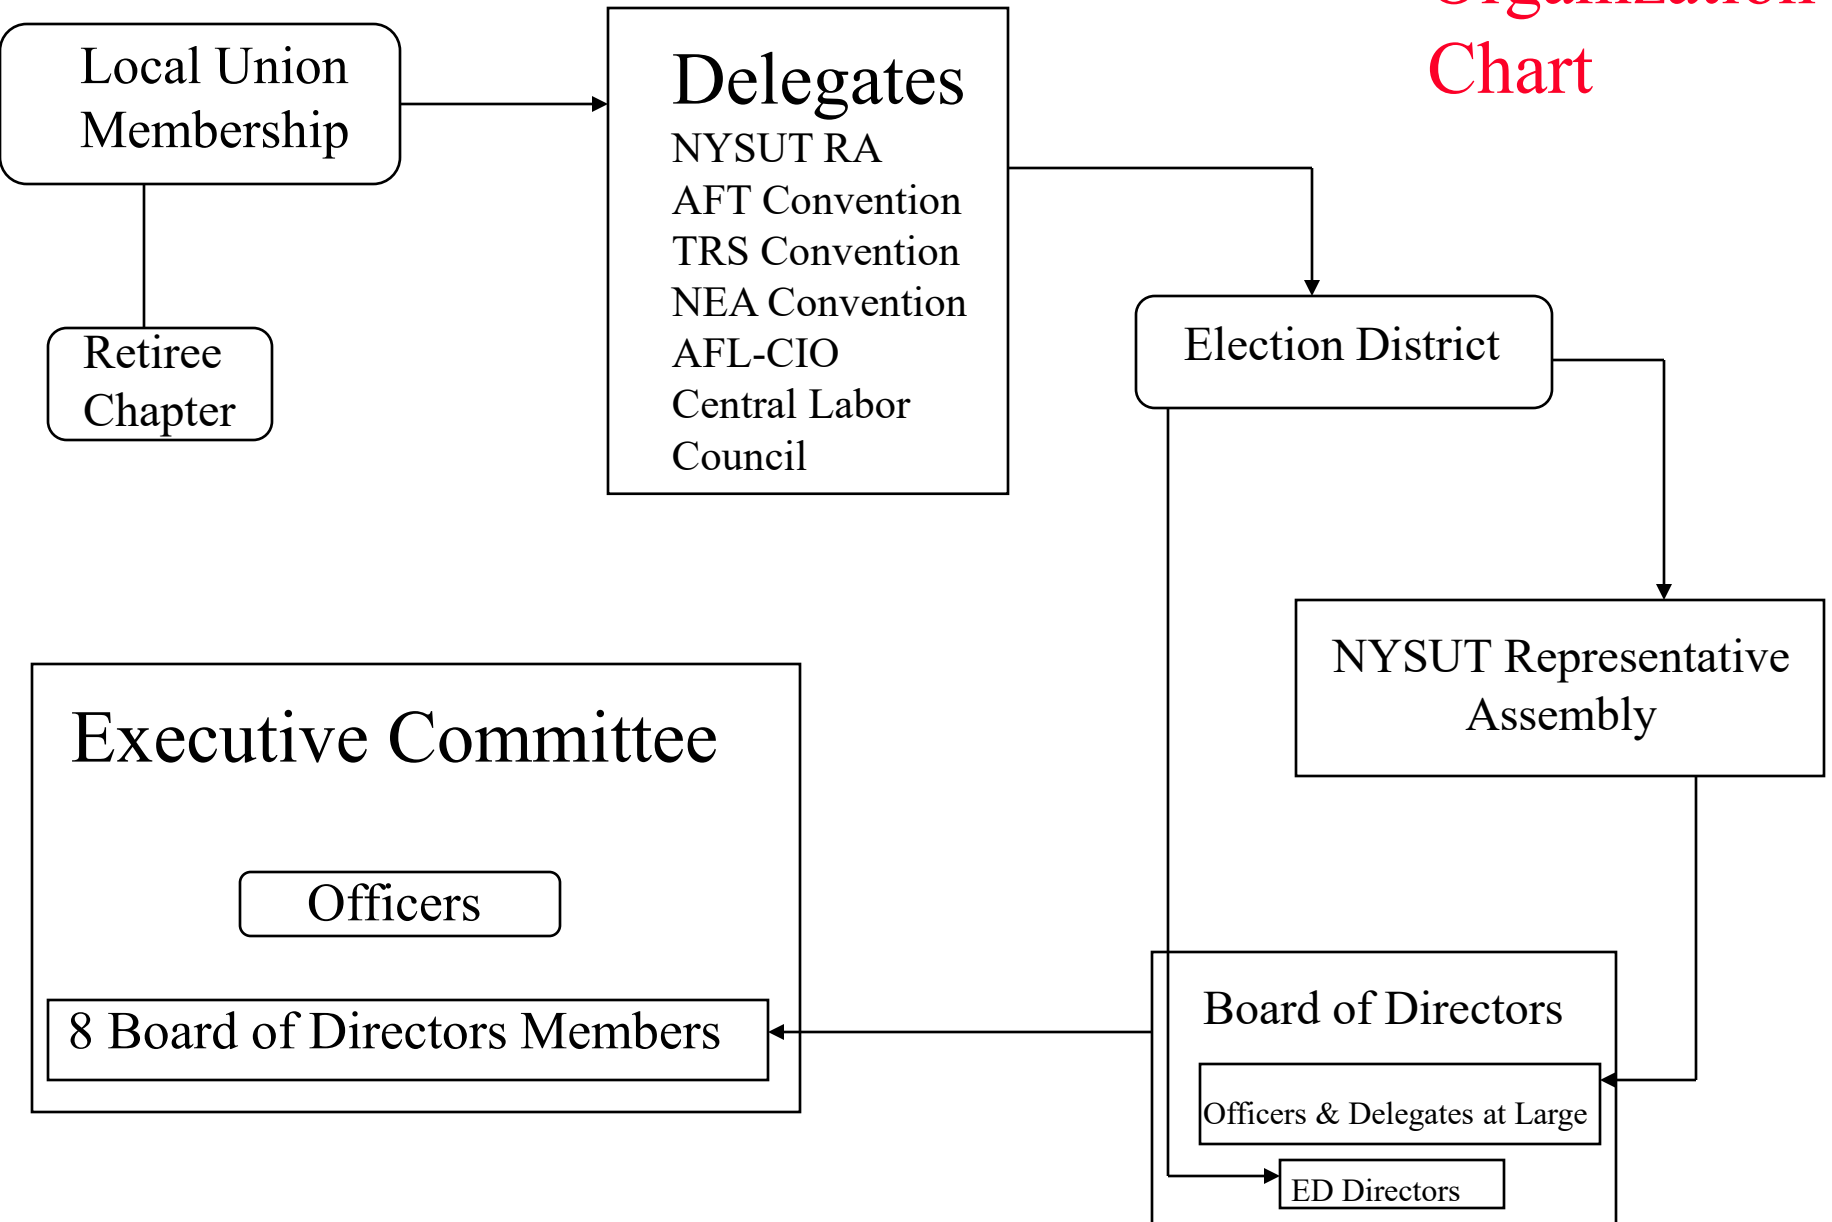 Organization
Chart
Local Union
Membership
Delegates
NYSUT RA
AFT Convention
TRS Convention
NEA Convention
AFL-CIO
Central Labor
Council
Retiree
Chapter
Election District
NYSUT Representative
Assembly
Executive Committee
Officers
8 Board of Directors Members
Board of Directors
Officers & Delegates at Large
ED Directors